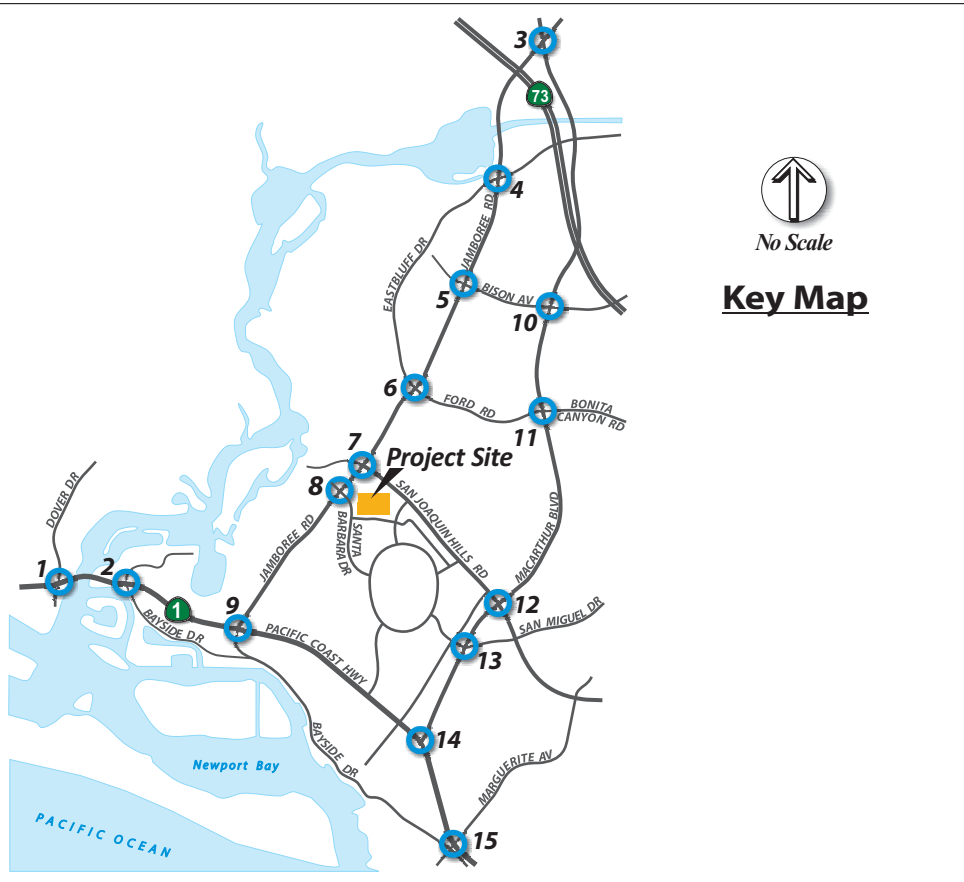 3
73
4
No Scale
Key Map
JAMBOREE RD
EASTBLUFF DR
5
BISON AV
10
6
FORD RD
BONITA
CANYON RD
11
7
Project Site
8
SAN JOAQUIN HILLS RD
SANTA
BARBARA DR
DOVER DR
JAMBOREE RD
MACARTHUR BLVD
1
2
1
9
12
BAYSIDE DR
PACIFIC COAST HWY
SAN MIGUEL DR
13
14
BAYSIDE DR
MARGUERITE AV
Newport Bay
PACIFIC OCEAN
15